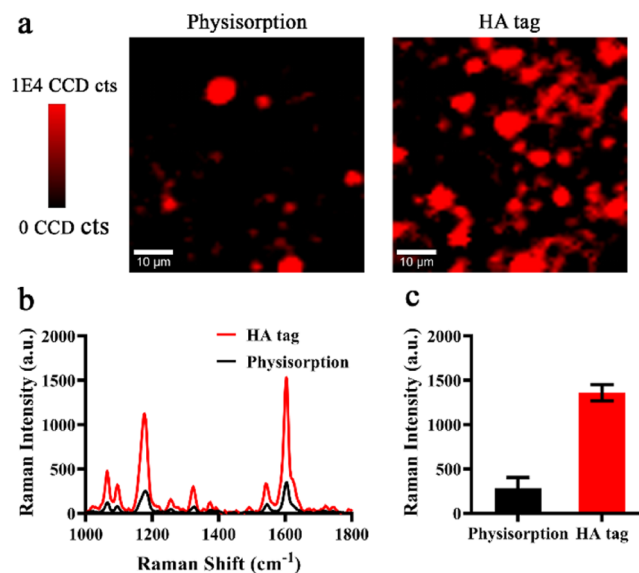 a
Physisorption
HA tag
1E4 CCD cts
0 CCD cts
10 µm
10 µm
b
HA tag
Physisorption
Raman Intensity (a.u.)
2000
1500
1000
500
0
1000 1200 1400 1600 1800
Raman Shift (cm⁻¹)
c
Raman Intensity (a.u.)
2000
1500
1000
500
0
Physisorption HA tag